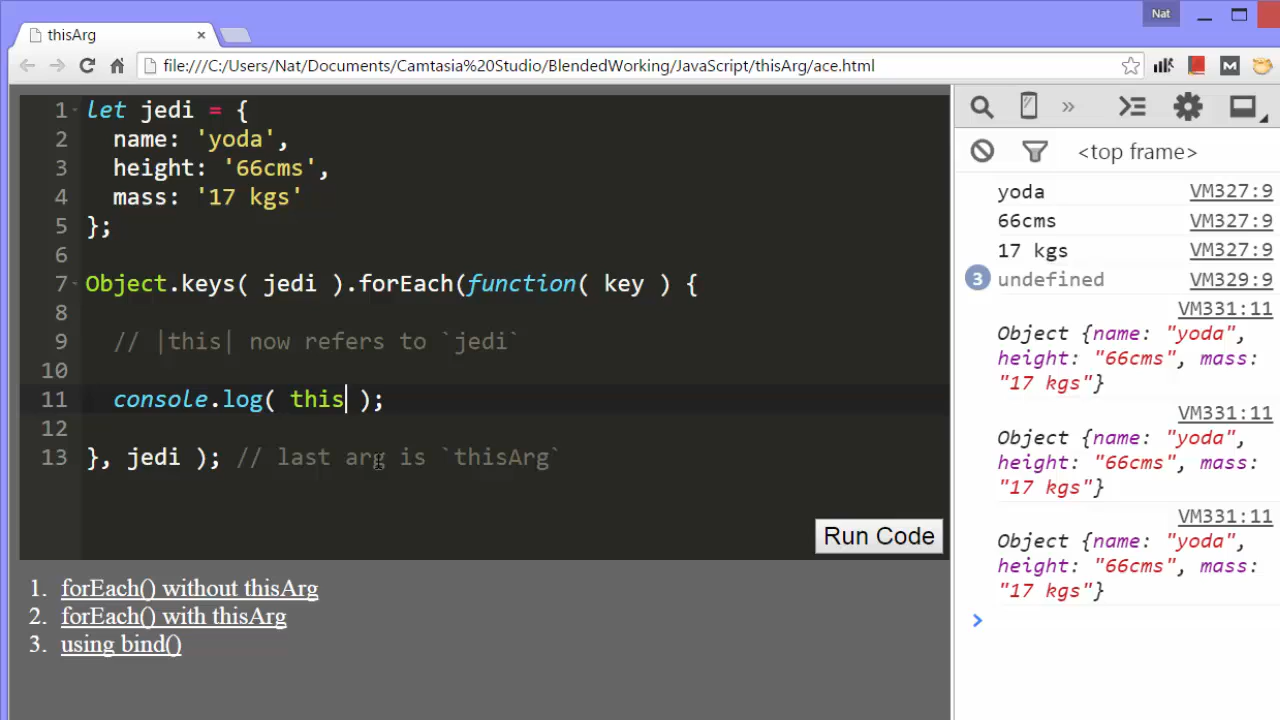 Nat
thisArg
file:///C:/Users/Nat/Documents/Camtasia%20Studio/BlendedWorking/JavaScript/thisArg/ace.html
1 let jedi = {
2 name: 'yoda',
3 height: '66cms',
4 mass: '17 kgs'
5 };
6
7 Object.keys( jedi ).forEach(function( key ) {
8
9 // |this| now refers to `jedi`
10
11 console.log( this );
12
13 }, jedi ); // last arg is `thisArg`
Run Code
1. forEach() without thisArg
2. forEach() with thisArg
3. using bind()
<top frame>
yoda VM327:9
66cms VM327:9
17 kgs VM327:9
3 undefined VM329:9
VM331:11
Object {name: "yoda",
height: "66cms", mass:
"17 kgs"}
VM331:11
Object {name: "yoda",
height: "66cms", mass:
"17 kgs"}
VM331:11
Object {name: "yoda",
height: "66cms", mass:
"17 kgs"}